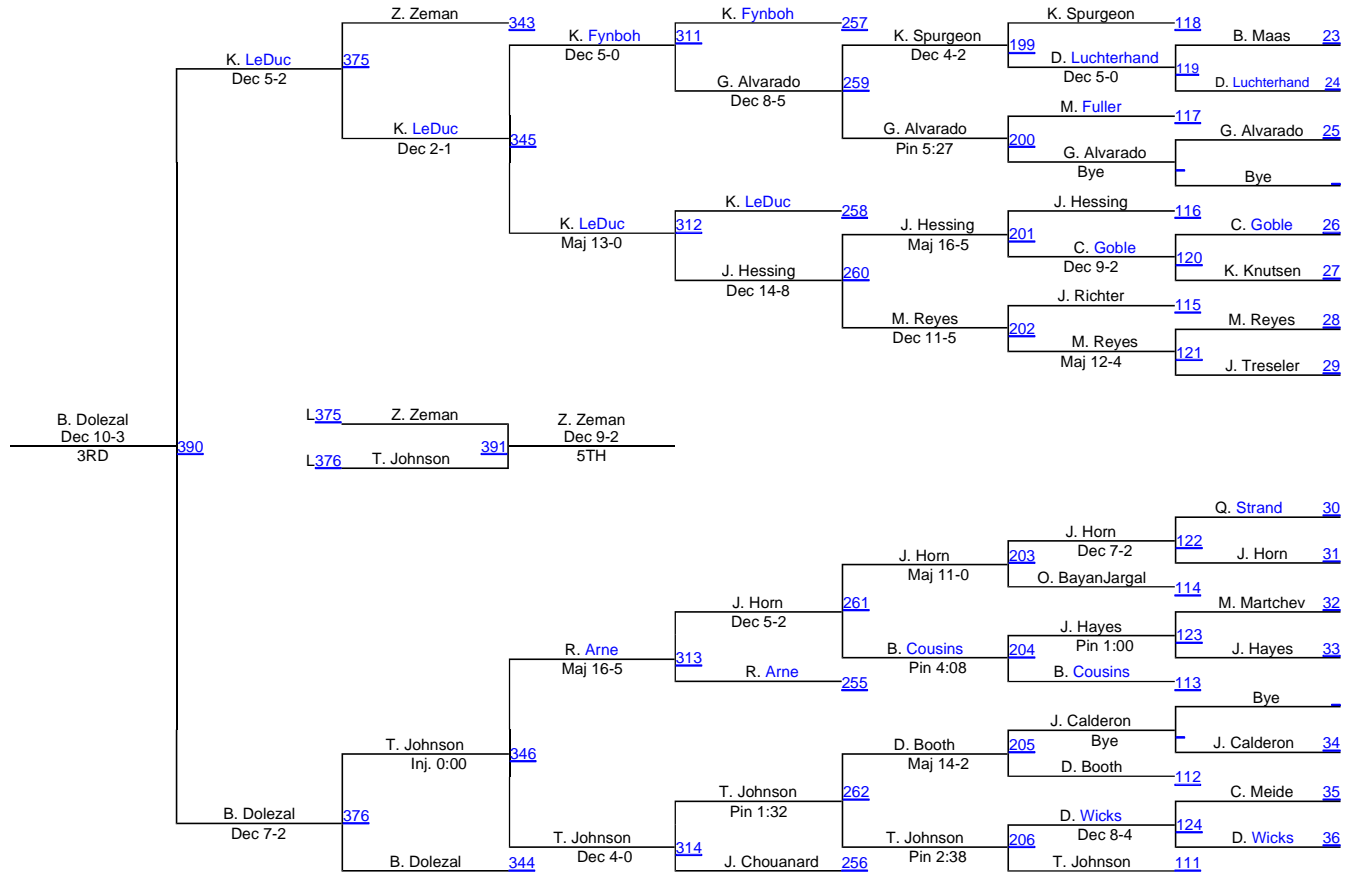 Z. Zeman 343
K. Fynboh 257
K. Spurgeon 118
K. Fynboh 311
Dec 5-0
K. Spurgeon 199
Dec 4-2
B. Maas 23
K. LeDuc 375
Dec 5-2
D. Luchterhand 119
Dec 5-0
G. Alvarado 259
Dec 8-5
D. Luchterhand 24
M. Fuller 117
K. LeDuc 345
Dec 2-1
G. Alvarado 200
Pin 5:27
G. Alvarado 25
G. Alvarado
Bye
Bye
K. LeDuc 258
J. Hessing 116
K. LeDuc 312
Maj 13-0
J. Hessing 201
Maj 16-5
C. Goble 26
C. Goble 120
Dec 9-2
J. Hessing 260
Dec 14-8
K. Knutsen 27
J. Richter 115
M. Reyes 202
Dec 11-5
M. Reyes 28
M. Reyes 121
Maj 12-4
J. Treseler 29
B. Dolezal
Dec 10-3
3RD
390
L375 Z. Zeman
L376 T. Johnson
391
Z. Zeman
Dec 9-2
5TH
Q. Strand 30
J. Horn 122
Dec 7-2
J. Horn 203
Maj 11-0
J. Horn 31
O. BayanJargal 114
J. Horn 261
Dec 5-2
M. Martchev 32
J. Hayes 123
Pin 1:00
R. Arne 313
Maj 16-5
B. Cousins 204
Pin 4:08
J. Hayes 33
R. Arne 255
B. Cousins 113
Bye
J. Calderon
Bye
T. Johnson 346
Inj. 0:00
D. Booth 205
Maj 14-2
J. Calderon 34
D. Booth 112
T. Johnson 262
Pin 1:32
C. Meide 35
B. Dolezal 376
Dec 7-2
D. Wicks 124
Dec 8-4
T. Johnson 314
Dec 4-0
T. Johnson 206
Pin 2:38
D. Wicks 36
B. Dolezal 344
J. Chouanard 256
T. Johnson 111